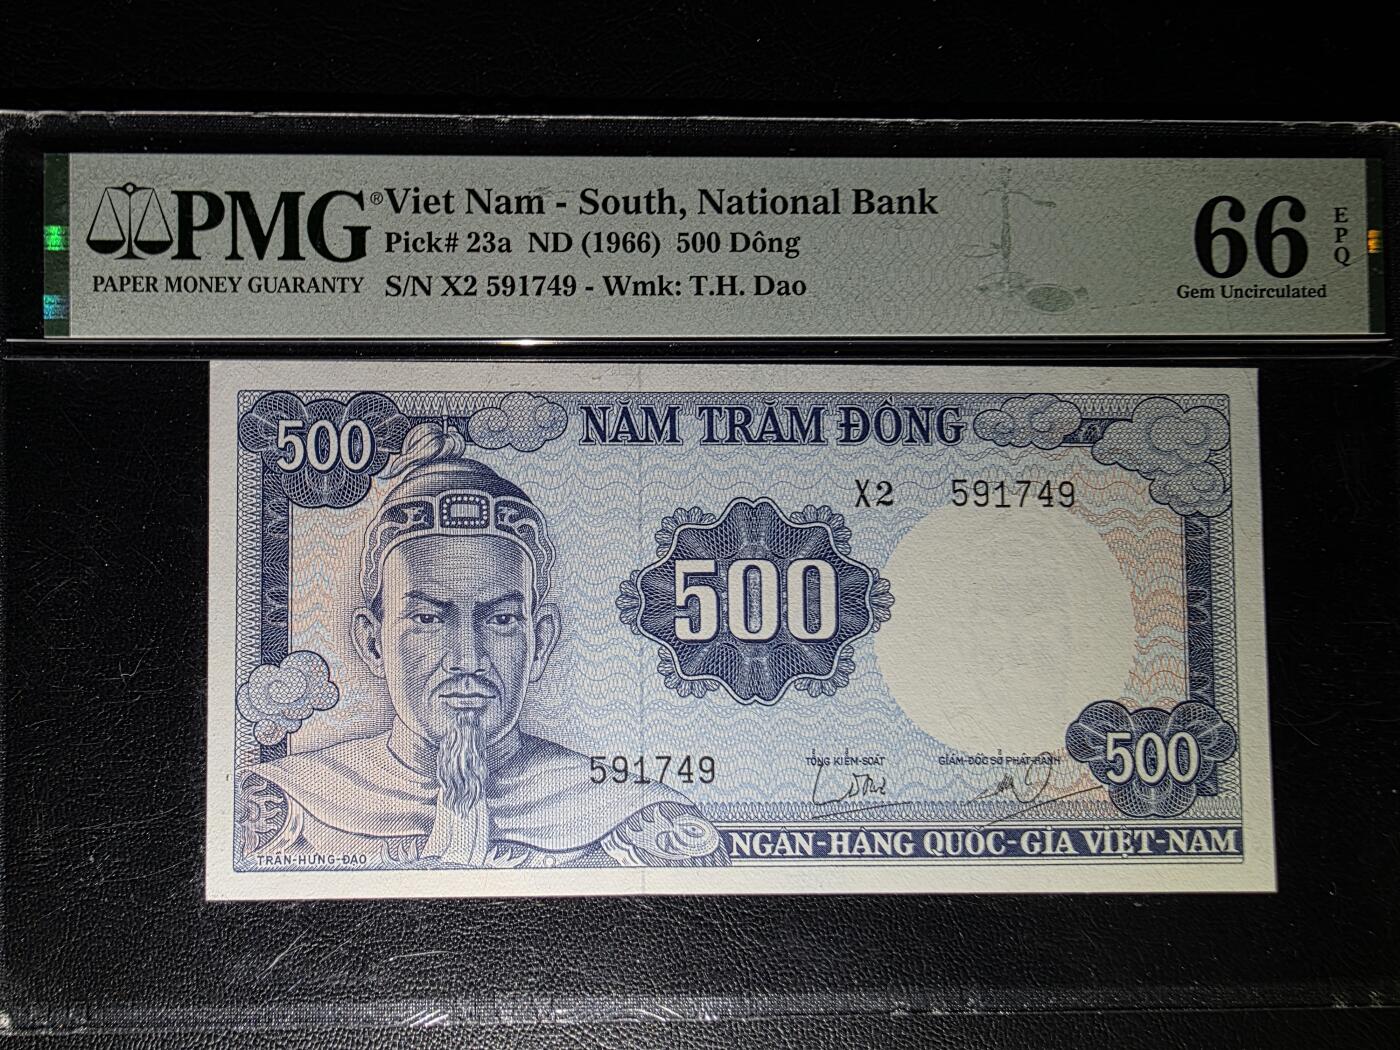 PMG®
PAPER MONEY GUARANTY
Viet Nam - South, National Bank
Pick# 23a ND (1966) 500 Dông
S/N X2 591749 - Wmk: T.H. Dao
66
EPQ
Gem Uncirculated
500
NĂM TRĂM ĐỒNG
X2 591749
500
591749
TỔNG KIỂM-SOÁT
GIÁM-ĐỐC SỞ PHÁT-HÀNH
500
TRẦN-HƯNG-ĐẠO
NGÂN-HÀNG QUỐC-GIA VIỆT-NAM